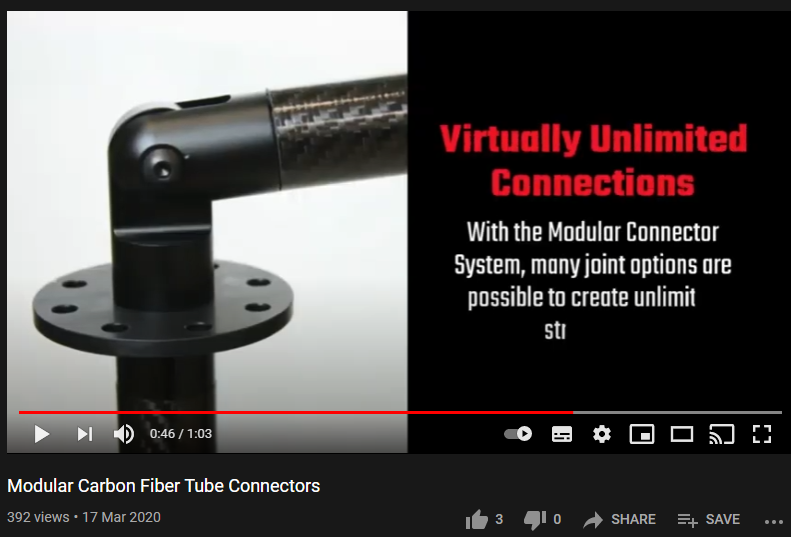 Virtually Unlimited
Connections
With the Modular Connector
System, many joint options are
possible to create unlimit
str
0:46 / 1:03
Modular Carbon Fiber Tube Connectors
392 views • 17 Mar 2020
3
0
SHARE
SAVE